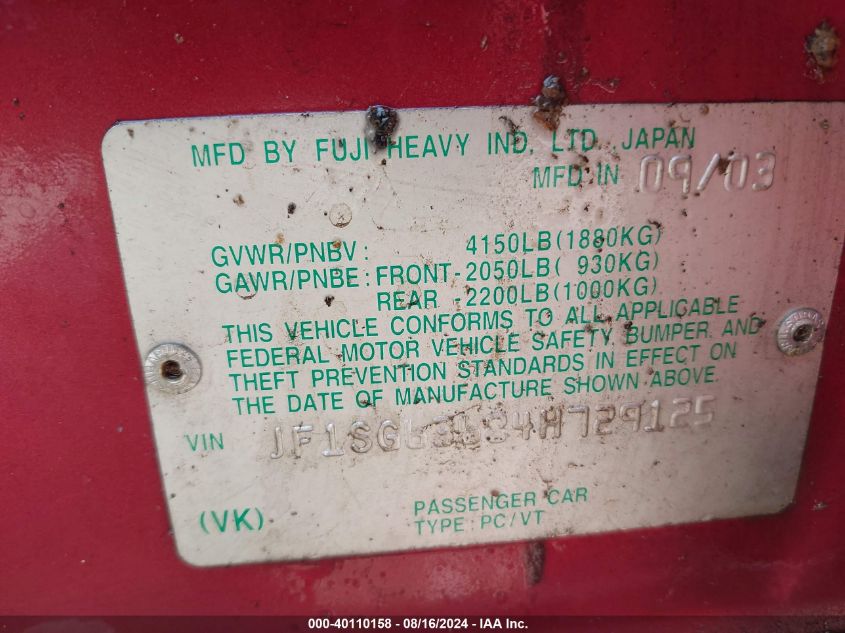 MFD BY FUJI HEAVY IND. LTD. JAPAN
MFD IN 09/03
GVWR/PNBV: 4150LB(1880KG)
GAWR/PNBE: FRONT-2050LB( 930KG)
REAR -2200LB(1000KG)
THIS VEHICLE CONFORMS TO ALL APPLICABLE
FEDERAL MOTOR VEHICLE SAFETY, BUMPER, AND
THEFT PREVENTION STANDARDS IN EFFECT ON
THE DATE OF MANUFACTURE SHOWN ABOVE.
VIN
(VK)
PASSENGER CAR
TYPE: PC/VT
000-40110158 - 08/16/2024 - IAA Inc.